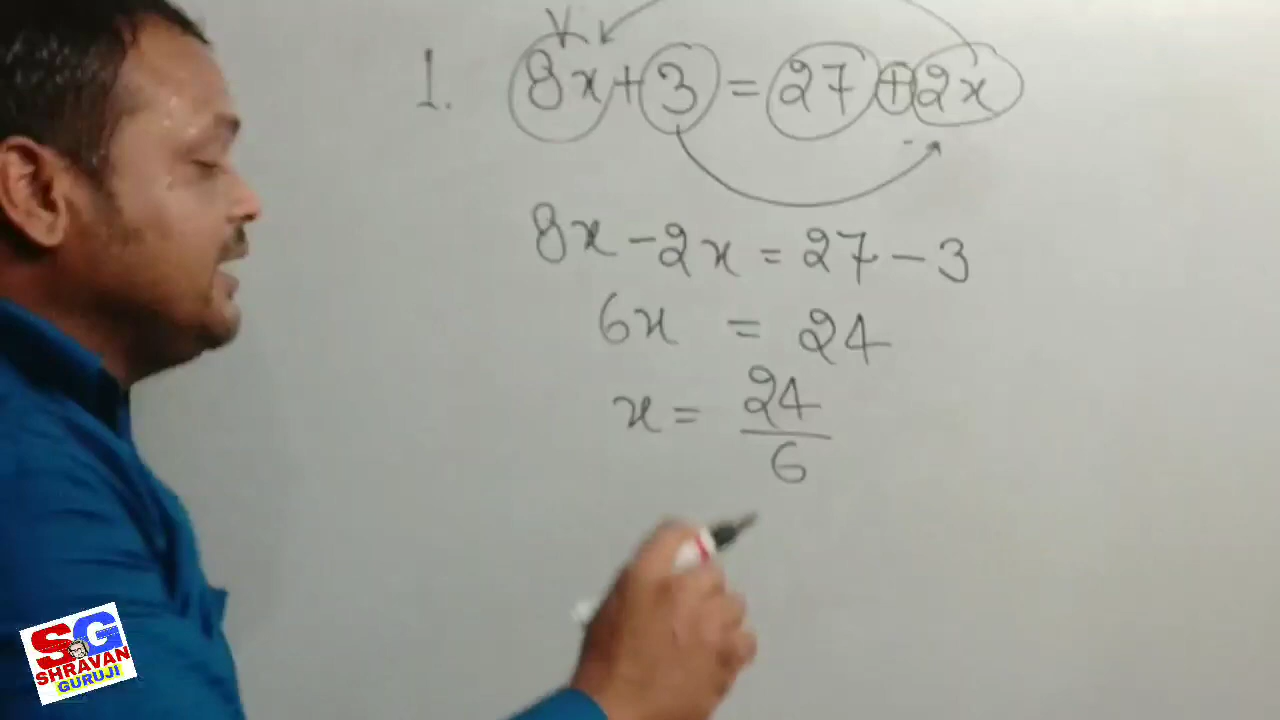 1. 8x + 3 = 27 + 2x
-
8x - 2x = 27 - 3
6x = 24
x = 24/6
SG
SHRAVAN
GURUJI